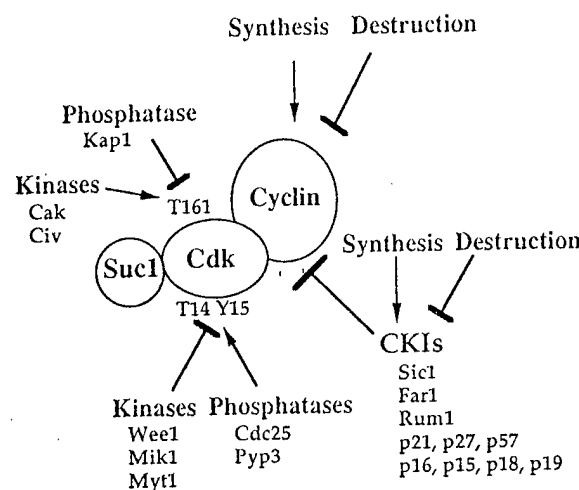 Synthesis Destruction
Phosphatase
Kap1
Kinases
Cak
Civ
T161
Cyclin
Suc1
Cdk
T14 Y15
Synthesis Destruction
CKIs
Sic1
Far1
Rum1
p21, p27, p57
p16, p15, p18, p19
Kinases Phosphatases
Wee1 Cdc25
Mik1 Pyp3
Myt1